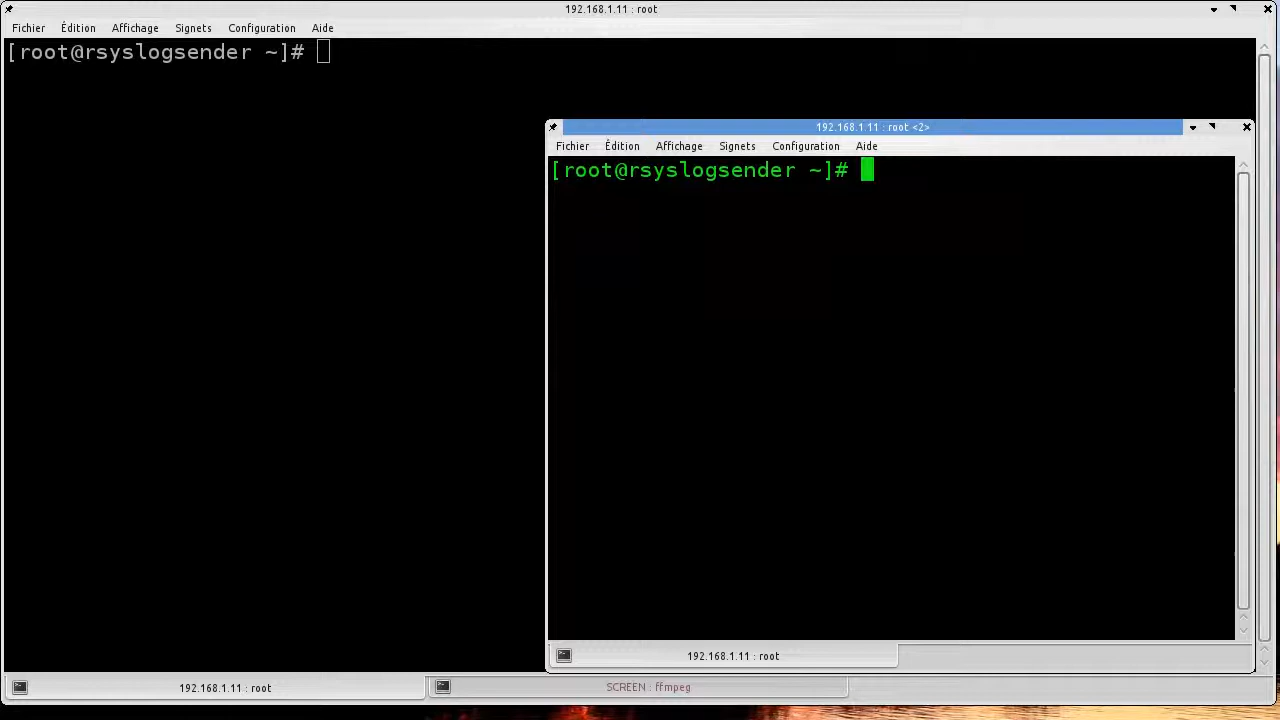 192.168.1.11 : root
Fichier Édition Affichage Signets Configuration Aide
[root@rsyslogsender ~]#
192.168.1.11 : root <2>
Fichier Édition Affichage Signets Configuration Aide
[root@rsyslogsender ~]#
192.168.1.11 : root
192.168.1.11 : root
SCREEN : ffmpeg